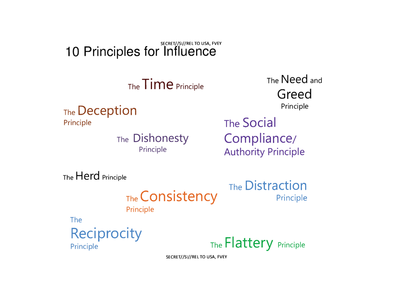 SECRET//SI//REL TO USA, FVEY
10 Principles for Influence
The Time Principle
The Need and
Greed
Principle
The Deception
Principle
The Social
Compliance/
Authority Principle
The Dishonesty
Principle
The Herd Principle
The Distraction
Principle
The Consistency
Principle
The
Reciprocity
Principle
The Flattery Principle
SECRET//SI//REL TO USA, FVEY